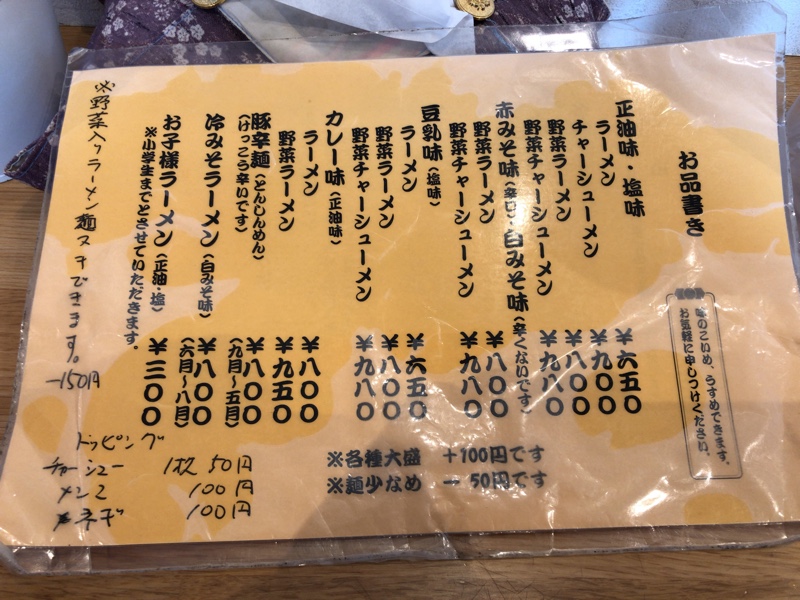 お品書き
味のこいめ、うすめできます。
お気軽に申しつけください。
正油味・塩味
ラーメン ¥六五〇
チャーシューメン ¥九〇〇
野菜ラーメン ¥八〇〇
野菜チャーシューメン ¥九八〇
赤みそ味(辛口)・白みそ味(辛くないです)
野菜ラーメン ¥八〇〇
野菜チャーシューメン ¥九八〇
豆乳味(塩味)
ラーメン ¥六五〇
野菜ラーメン ¥八〇〇
野菜チャーシューメン ¥九八〇
カレー味(正油味)
ラーメン ¥八〇〇
野菜ラーメン ¥九五〇
豚辛麺(とんしんめん) ¥八〇〇
(けっこう辛いです) (九月~五月)
冷みそラーメン(白みそ味) ¥八〇〇
(六月~八月)
お子様ラーメン(正油・塩) ¥三〇〇
※小学生までとさせていただきます。
※野菜入りラーメン麺ヌキできます。 -150円
※各種大盛 +100円です
※麺少なめ - 50円です
トッピング
チャーシュー 1枚 50円
メンマ 100円
ネギ 100円